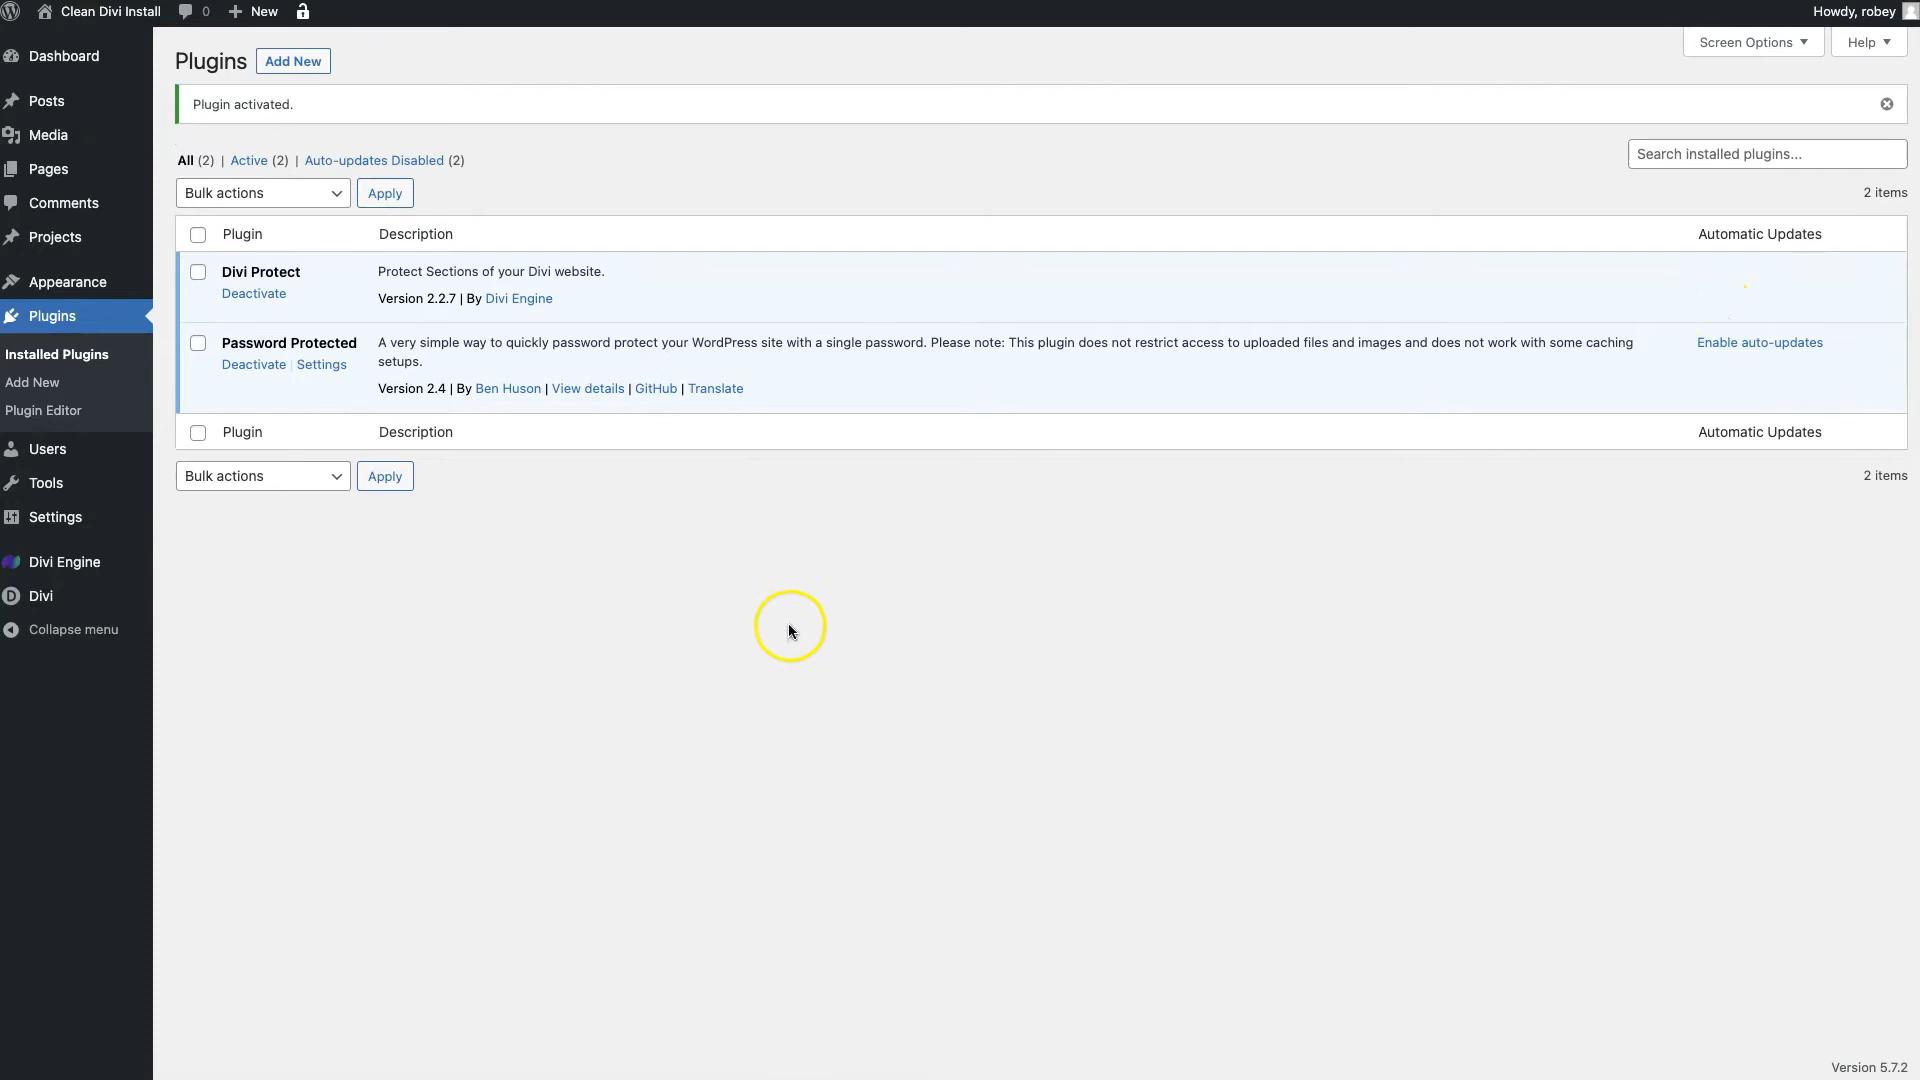 Clean Divi Install 0 New Howdy, robey
Screen Options Help
Dashboard
Posts
Media
Pages
Comments
Projects
Appearance
Plugins
Installed Plugins
Add New
Plugin Editor
Users
Tools
Settings
Divi Engine
Divi
Collapse menu
Plugins Add New
Plugin activated.
All (2) | Active (2) | Auto-updates Disabled (2)
Search installed plugins...
Bulk actions Apply 2 items
Plugin Description Automatic Updates
Divi Protect Protect Sections of your Divi website.
Deactivate Version 2.2.7 | By Divi Engine
Password Protected A very simple way to quickly password protect your WordPress site with a single password. Please note: This plugin does not restrict access to uploaded files and images and does not work with some caching Enable auto-updates
Deactivate | Settings setups.
Version 2.4 | By Ben Huson | View details | GitHub | Translate
Plugin Description Automatic Updates
Bulk actions Apply 2 items
Version 5.7.2